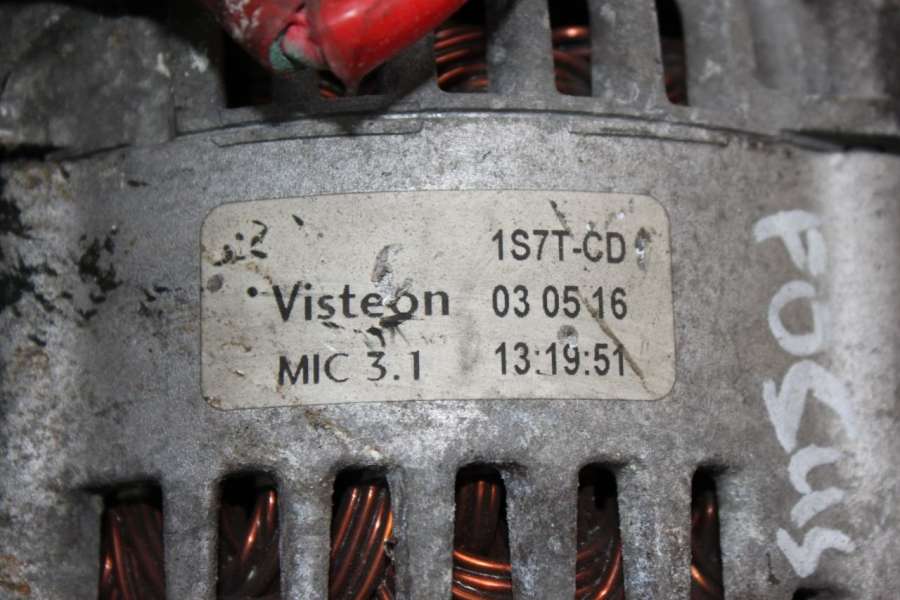 1S7T-CD
Visteon 03 05 16
MIC 3.1 13:19:51
FOCUS